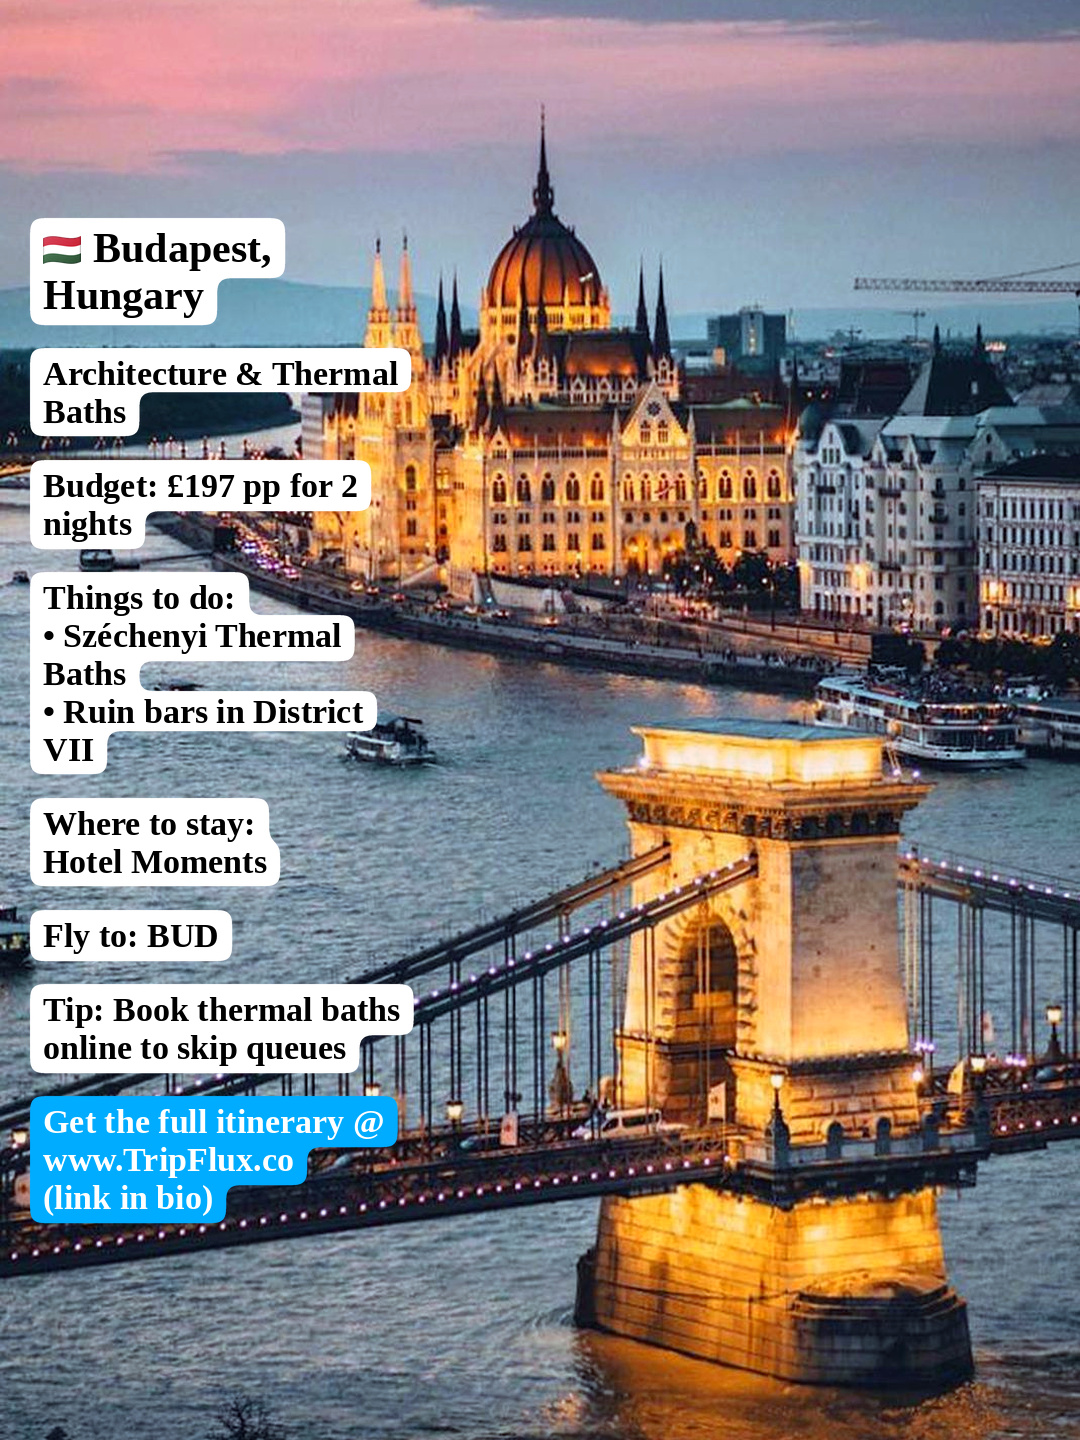 🇭🇺 Budapest,
Hungary
Architecture & Thermal
Baths
Budget: £197 pp for 2
nights
Things to do:
• Széchenyi Thermal
Baths
• Ruin bars in District
VII
Where to stay:
Hotel Moments
Fly to: BUD
Tip: Book thermal baths
online to skip queues
Get the full itinerary @
www.TripFlux.co
(link in bio)